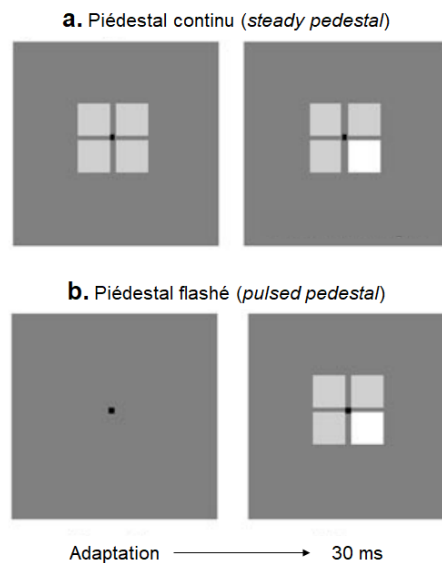 a. Piédestal continu (steady pedestal)
b. Piédestal flashé (pulsed pedestal)
Adaptation 30 ms